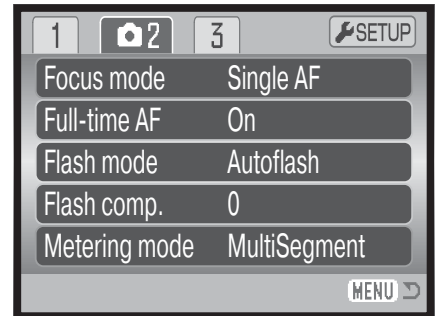 1 2 3 SETUP
Focus mode Single AF
Full-time AF On
Flash mode Autoflash
Flash comp. 0
Metering mode MultiSegment
MENU